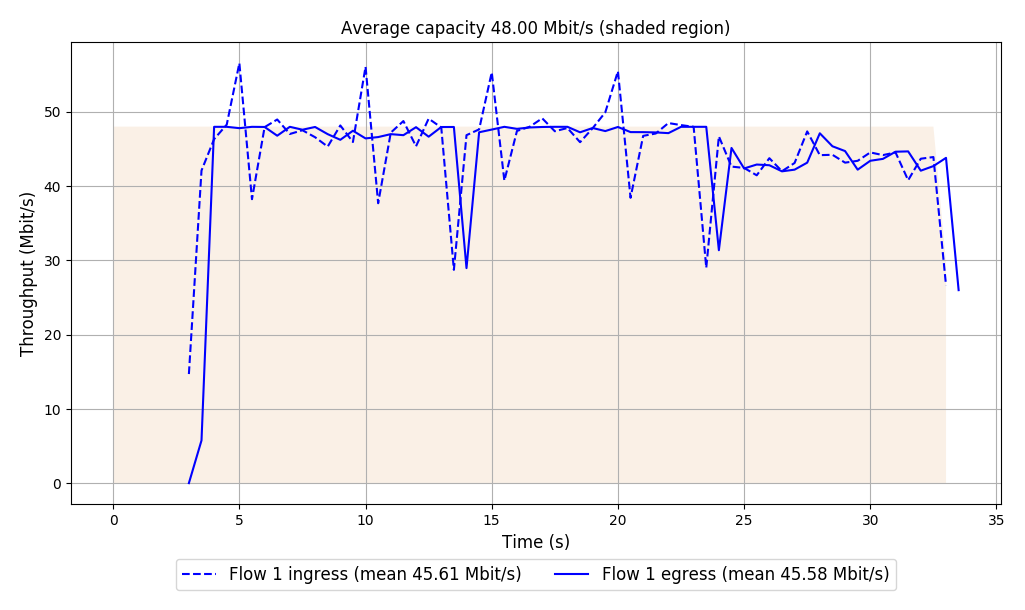 Average capacity 48.00 Mbit/s (shaded region)
Throughput (Mbit/s)
50
40
30
20
10
0
0 5 10 15 20 25 30 35
Time (s)
Flow 1 ingress (mean 45.61 Mbit/s) Flow 1 egress (mean 45.58 Mbit/s)